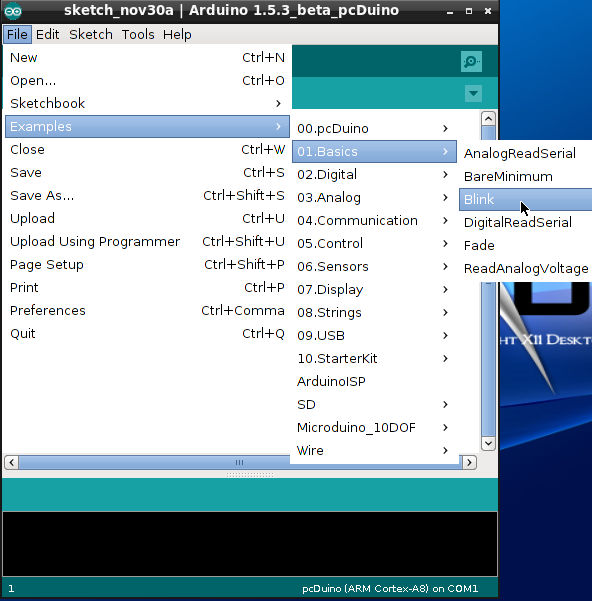 sketch_nov30a | Arduino 1.5.3_beta_pcDuino
File Edit Sketch Tools Help
New Ctrl+N
Open... Ctrl+O
Sketchbook
Examples
Close Ctrl+W
Save Ctrl+S
Save As... Ctrl+Shift+S
Upload Ctrl+U
Upload Using Programmer Ctrl+Shift+U
Page Setup Ctrl+Shift+P
Print Ctrl+P
Preferences Ctrl+Comma
Quit Ctrl+Q
00.pcDuino
01.Basics
02.Digital
03.Analog
04.Communication
05.Control
06.Sensors
07.Display
08.Strings
09.USB
10.StarterKit
ArduinoISP
SD
Microduino_10DOF
Wire
AnalogReadSerial
BareMinimum
Blink
DigitalReadSerial
Fade
ReadAnalogVoltage
HT X11 DESKT
1 pcDuino (ARM Cortex-A8) on COM1